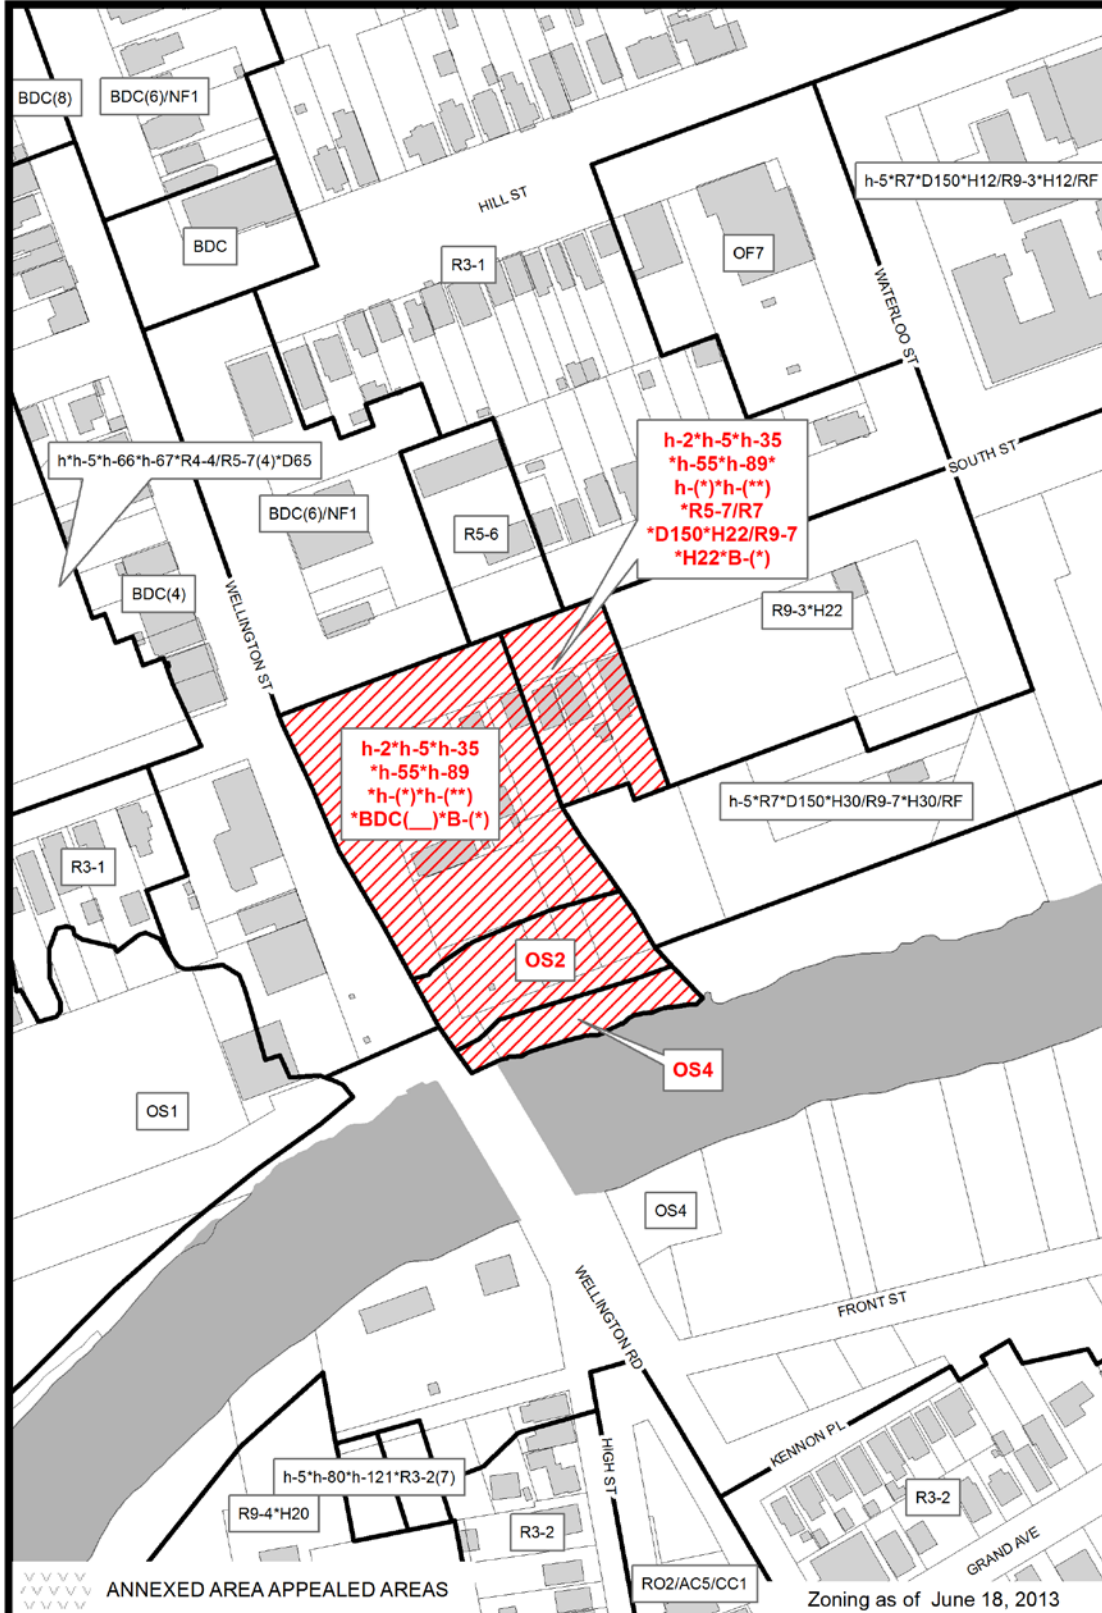 BDC(8)
BDC(6)/NF1
h-5*R7*D150*H12/R9-3*H12/RF
HILL ST
BDC
R3-1
OF7
WATERLOO ST
h*h-5*h-66*h-67*R4-4/R5-7(4)*D65
h-2*h-5*h-35
*h-55*h-89*
h-(*)*h-(**)
*R5-7/R7
*D150*H22/R9-7
*H22*B-(*)
SOUTH ST
BDC(6)/NF1
R5-6
BDC(4)
WELLINGTON ST
R9-3*H22
h-2*h-5*h-35
*h-55*h-89
*h-(*)*h-(**)
*BDC(__)*B-(*)
h-5*R7*D150*H30/R9-7*H30/RF
R3-1
OS2
OS4
OS1
OS4
WELLINGTON RD
FRONT ST
KENNON PL
HIGH ST
h-5*h-80*h-121*R3-2(7)
R9-4*H20
R3-2
R3-2
GRAND AVE
RO2/AC5/CC1
ANNEXED AREA APPEALED AREAS
Zoning as of June 18, 2013